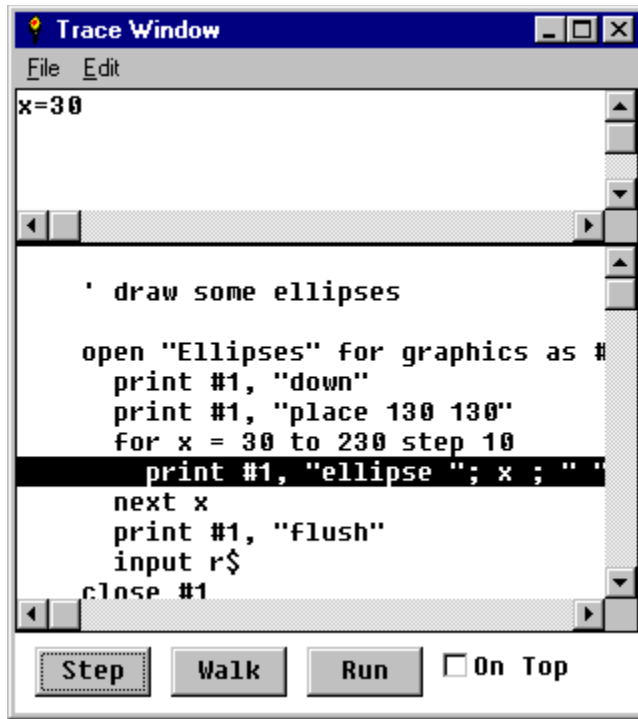 Trace Window
File Edit
x=30
' draw some ellipses
open "Ellipses" for graphics as #
print #1, "down"
print #1, "place 130 130"
for x = 30 to 230 step 10
print #1, "ellipse "; x ; " "
next x
print #1, "flush"
input r$
close #1
Step Walk Run On Top